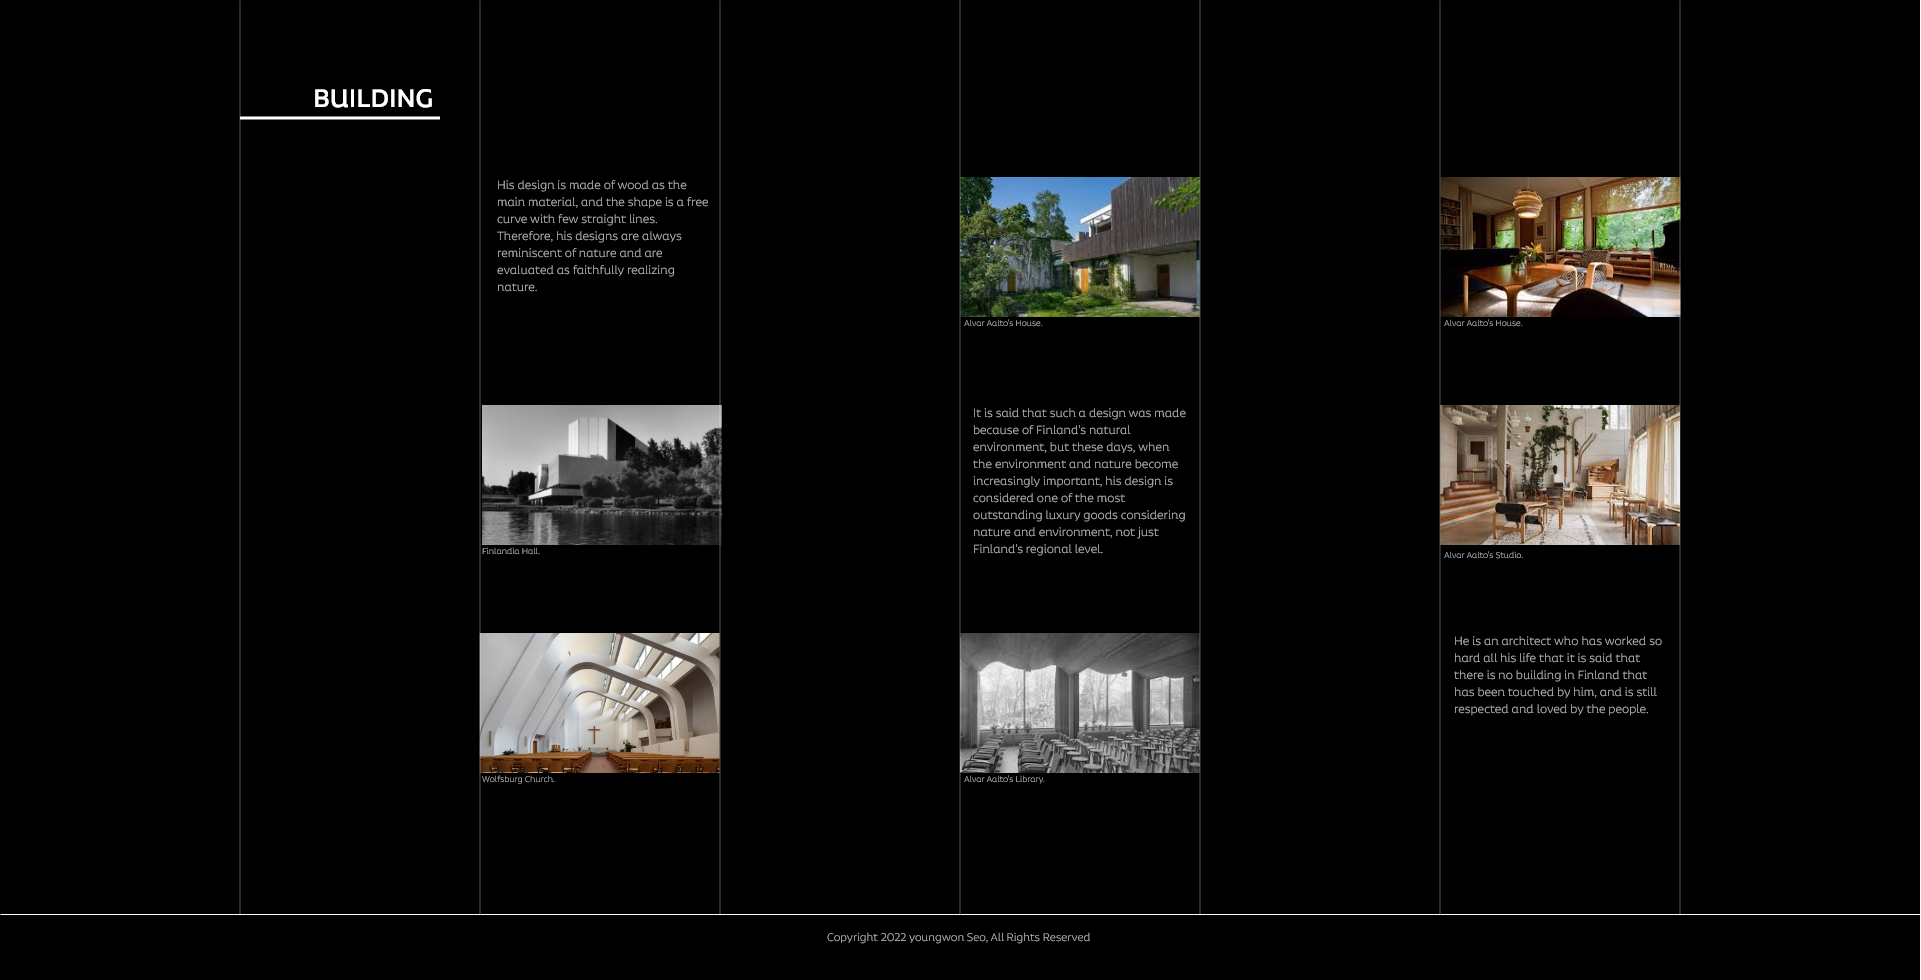 BUILDING
His design is made of wood as the
main material, and the shape is a free
curve with few straight lines.
Therefore, his designs are always
reminiscent of nature and are
evaluated as faithfully realizing
nature.
Alvar Aalto's House.
Alvar Aalto's House.
Finlandia Hall.
It is said that such a design was made
because of Finland's natural
environment, but these days, when
the environment and nature become
increasingly important, his design is
considered one of the most
outstanding luxury goods considering
nature and environment, not just
Finland's regional level.
Alvar Aalto's Studio.
Wolfsburg Church.
Alvar Aalto's Library.
He is an architect who has worked so
hard all his life that it is said that
there is no building in Finland that
has been touched by him, and is still
respected and loved by the people.
Copyright 2022 youngwon Seo, All Rights Reserved